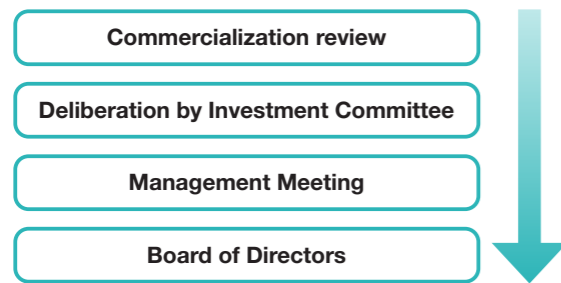 Commercialization review
Deliberation by Investment Committee
Management Meeting
Board of Directors